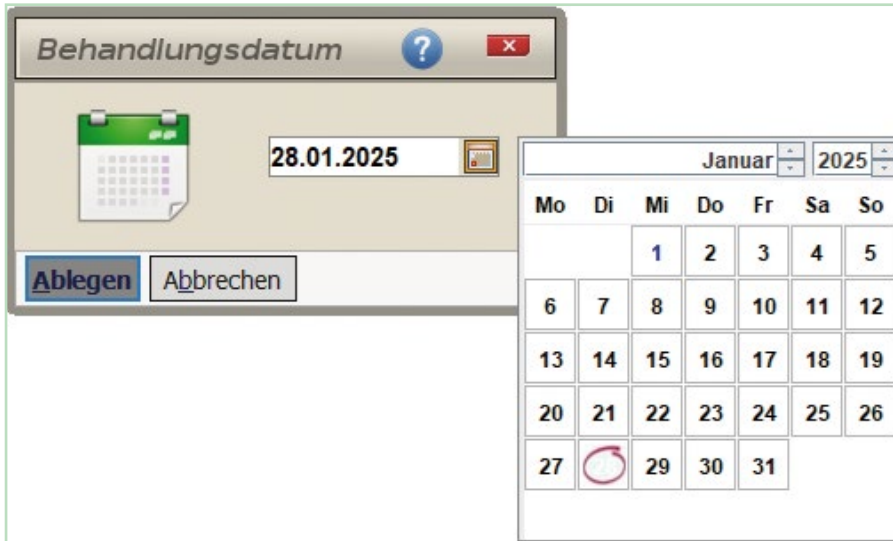 Behandlungsdatum ?
28.01.2025
Ablegen Abbrechen
Januar 2025
Mo Di Mi Do Fr Sa So
1 2 3 4 5
6 7 8 9 10 11 12
13 14 15 16 17 18 19
20 21 22 23 24 25 26
27 29 30 31